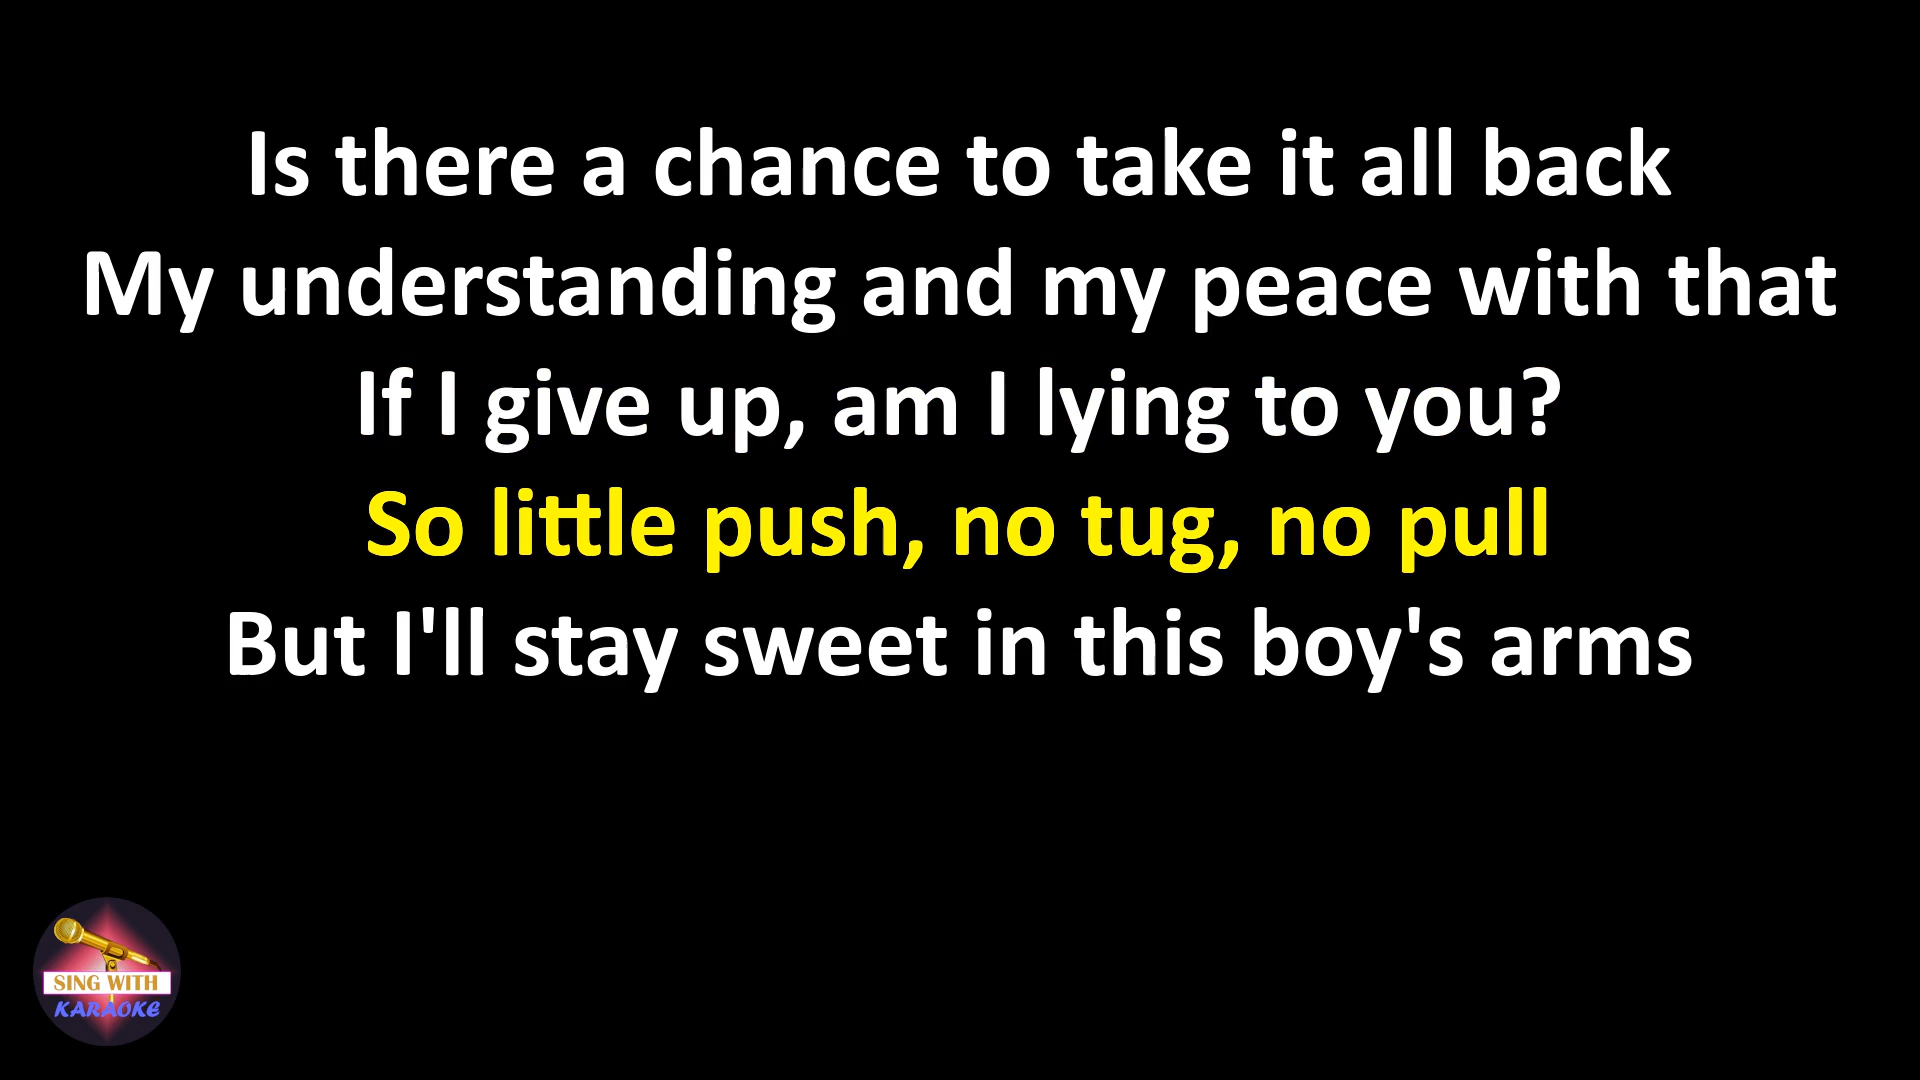 Is there a chance to take it all back
My understanding and my peace with that
If I give up, am I lying to you?
So little push, no tug, no pull
But I'll stay sweet in this boy's arms
SING WITH
KARAOKE